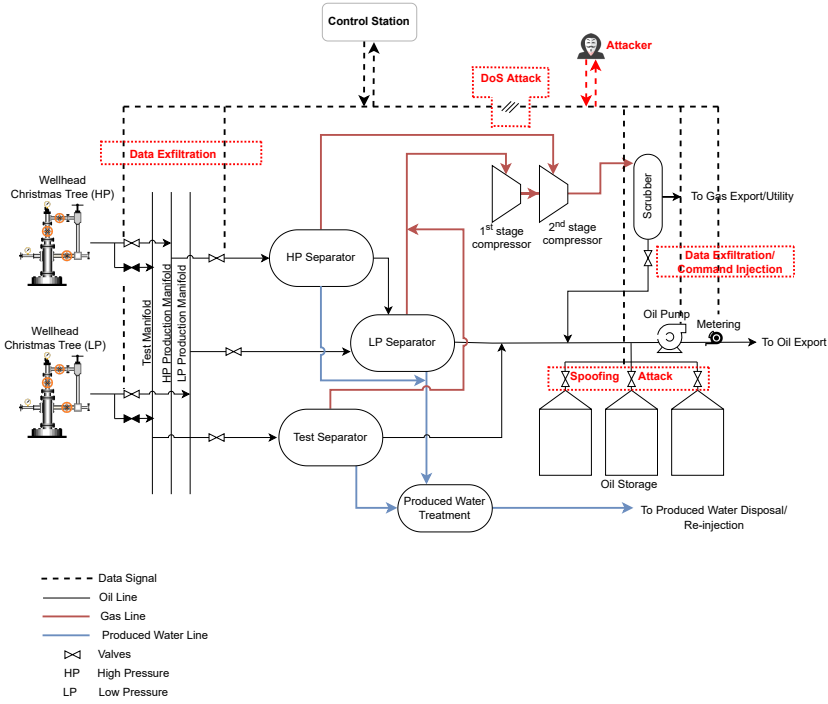 Control Station
Attacker
DoS Attack
Data Exfiltration
Wellhead
Christmas Tree (HP)
Scrubber
To Gas Export/Utility
1st stage
compressor
2nd stage
compressor
HP Separator
Data Exfiltration/
Command Injection
Test Manifold
HP Production Manifold
LP Production Manifold
Oil Pump
Metering
Wellhead
Christmas Tree (LP)
LP Separator
To Oil Export
Spoofing Attack
Test Separator
Oil Storage
Produced Water
Treatment
To Produced Water Disposal/
Re-injection
Data Signal
Oil Line
Gas Line
Produced Water Line
Valves
HP High Pressure
LP Low Pressure